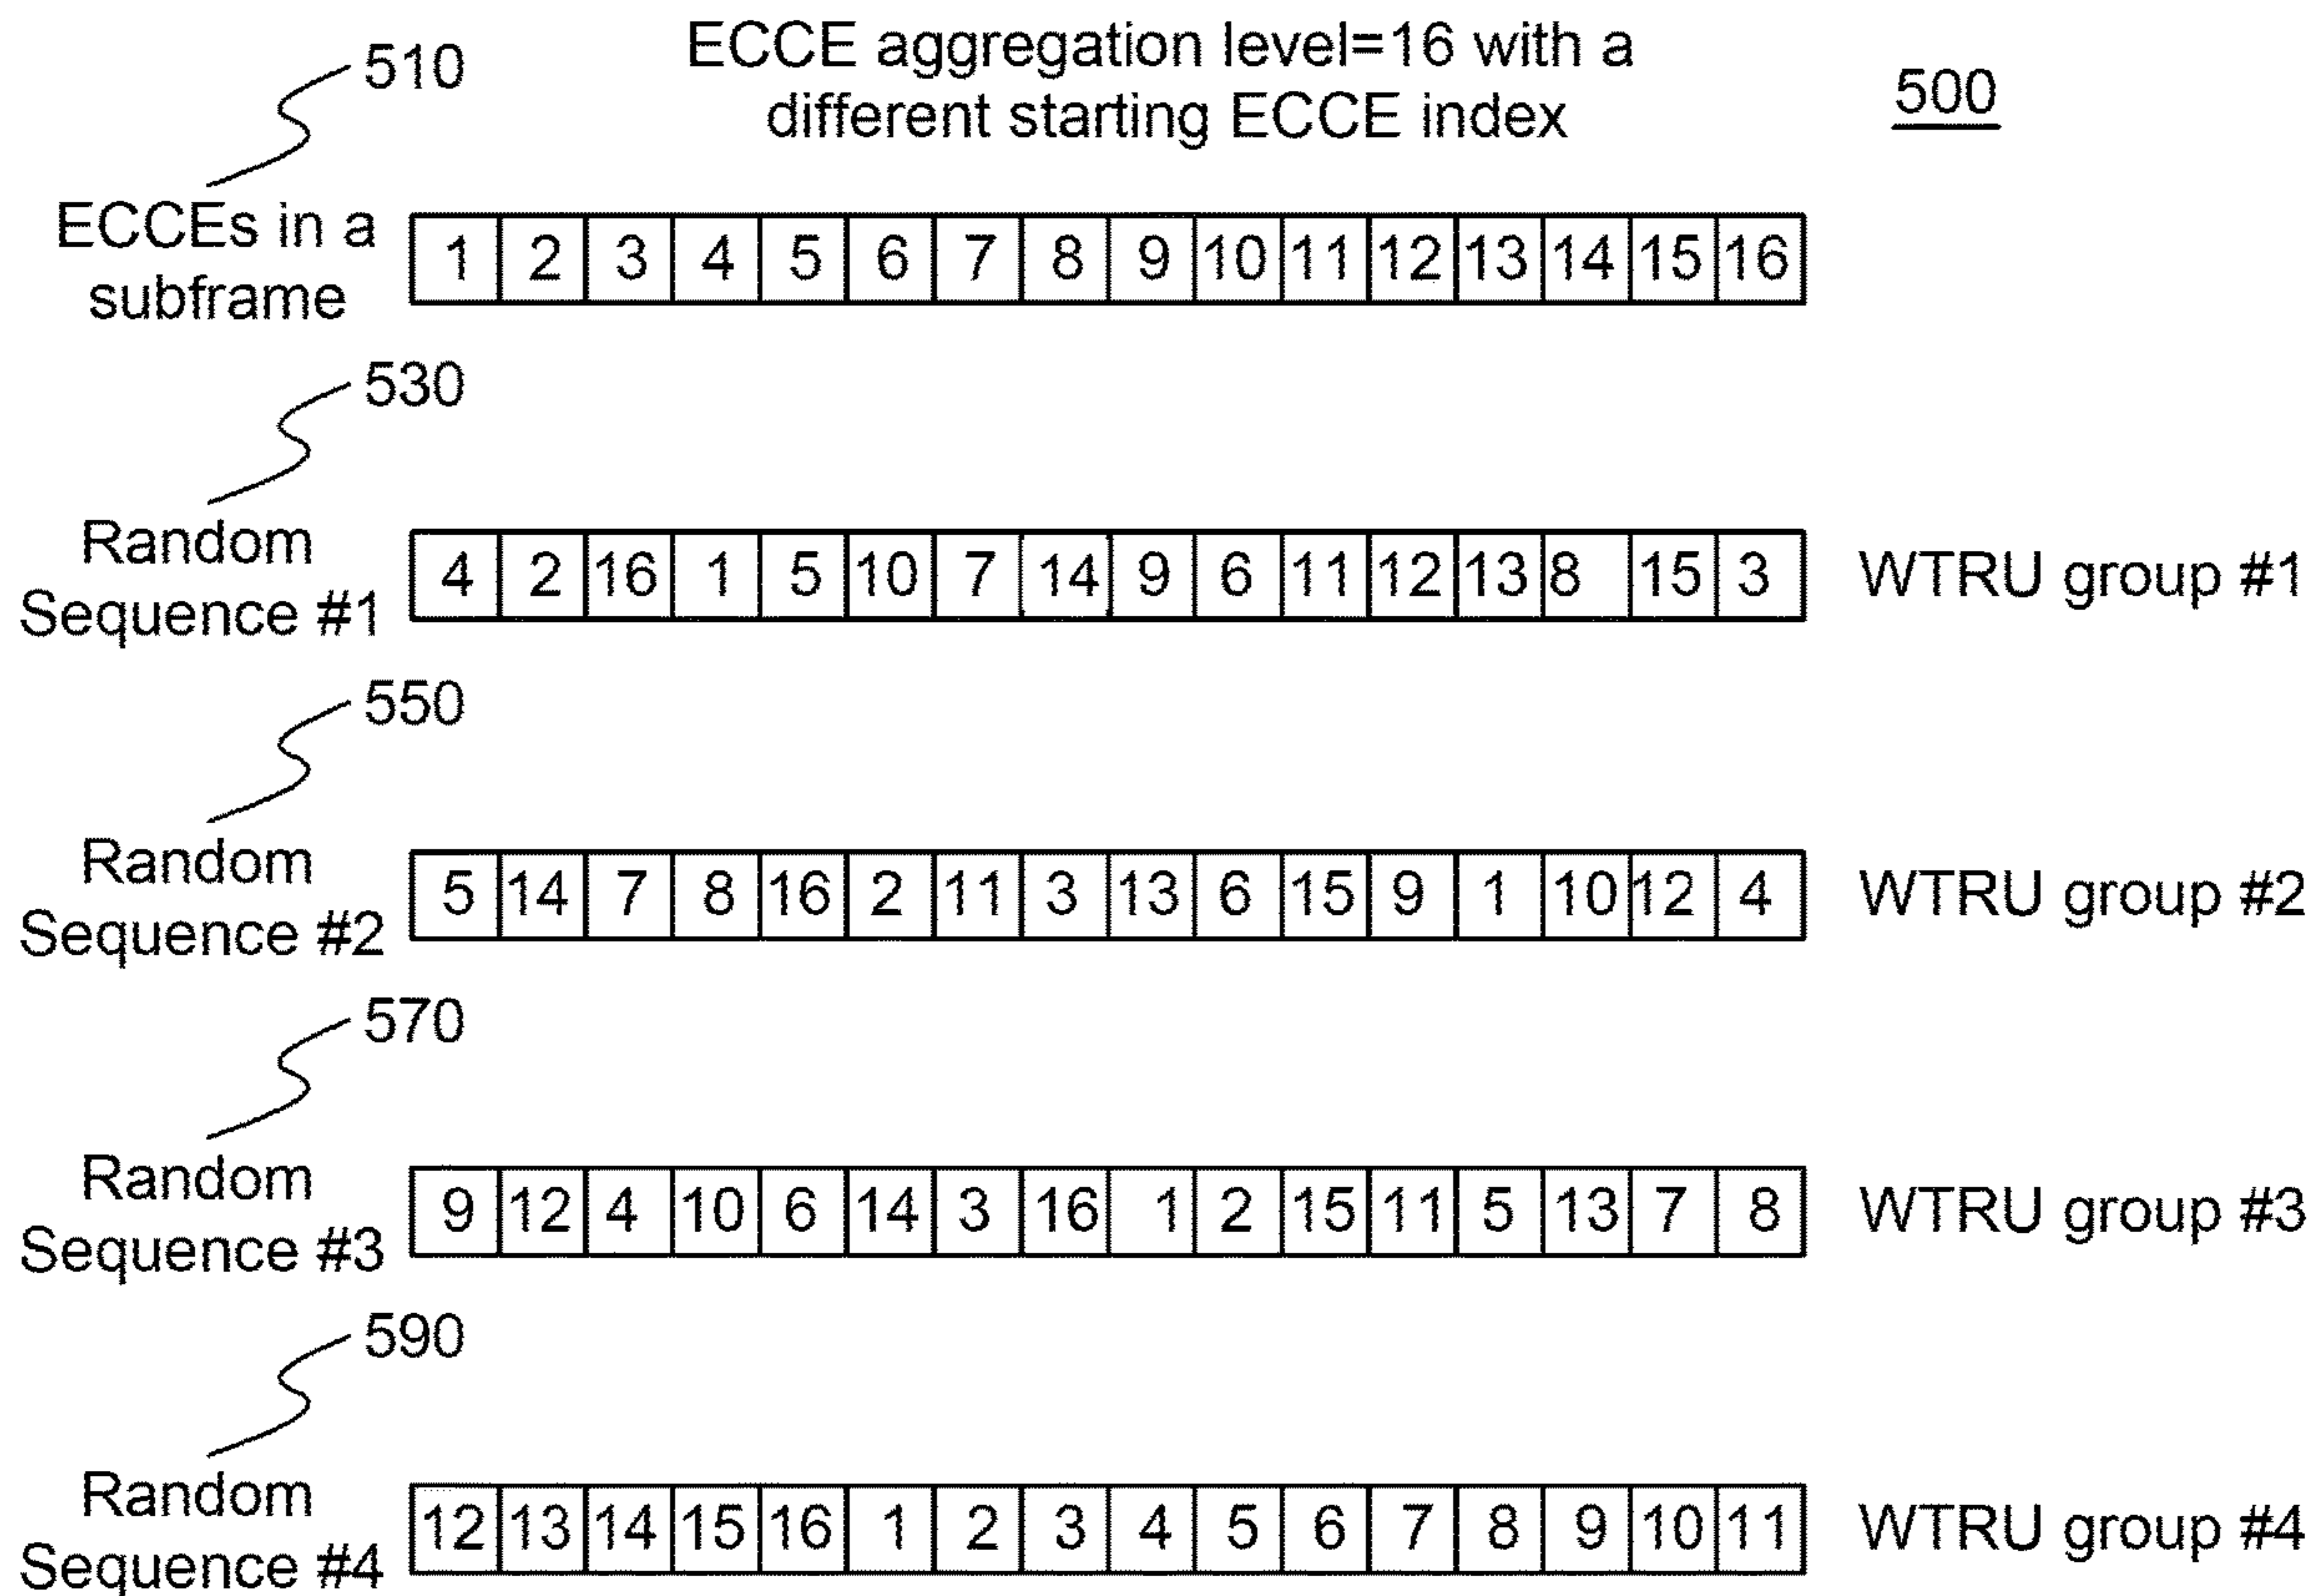 510
ECCE aggregation level=16 with a
different starting ECCE index
500
ECCEs in a
subframe
1 2 3 4 5 6 7 8 9 10 11 12 13 14 15 16
530
Random
Sequence #1
4 2 16 1 5 10 7 14 9 6 11 12 13 8 15 3
WTRU group #1
550
Random
Sequence #2
5 14 7 8 16 2 11 3 13 6 15 9 1 10 12 4
WTRU group #2
570
Random
Sequence #3
9 12 4 10 6 14 3 16 1 2 15 11 5 13 7 8
WTRU group #3
590
Random
Sequence #4
12 13 14 15 16 1 2 3 4 5 6 7 8 9 10 11
WTRU group #4